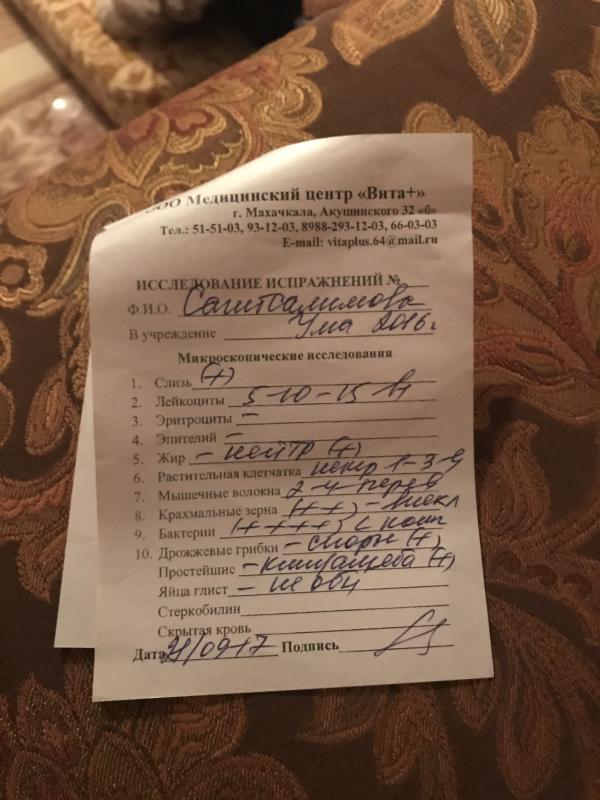 ООО Медицинский центр «Вита+»
г. Махачкала, Акушинского 32 «б»
Тел.: 51-51-03, 93-12-03, 8988-293-12-03, 66-03-03
E-mail: vitaplus.64@mail.ru
ИССЛЕДОВАНИЕ ИСПРАЖНЕНИЙ №
Ф.И.О. Сагитсалимова
В учреждение Ума 2016г
Микроскопические исследования
1. Слизь (+)
2. Лейкоциты 5-10-15
3. Эритроциты –
4. Эпителий –
5. Жир – нейтр (+)
6. Растительная клетчатка 1-3
7. Мышечные волокна 2-4 перев
8. Крахмальные зерна (++) – внекл
9. Бактерии (++++)
10. Дрожжевые грибки – споры (+)
Простейшие – (+)
Яйца глист – не обн
Стеркобилин
Скрытая кровь
Дата 21/09-17 Подпись